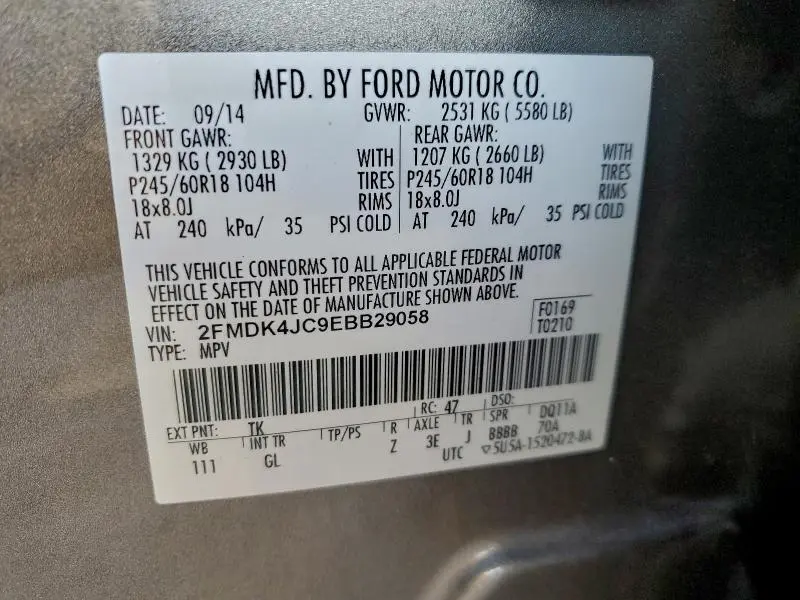 MFD. BY FORD MOTOR CO.
DATE: 09/14 GVWR: 2531 KG ( 5580 LB)
FRONT GAWR: REAR GAWR:
1329 KG ( 2930 LB) WITH 1207 KG ( 2660 LB) WITH
P245/60R18 104H TIRES P245/60R18 104H TIRES
18x8.0J RIMS 18x8.0J RIMS
AT 240 kPa/ 35 PSI COLD AT 240 kPa/ 35 PSI COLD
THIS VEHICLE CONFORMS TO ALL APPLICABLE FEDERAL MOTOR
VEHICLE SAFETY AND THEFT PREVENTION STANDARDS IN
EFFECT ON THE DATE OF MANUFACTURE SHOWN ABOVE.
VIN: 2FMDK4JC9EBB29058 F0169
TYPE: MPV T0210
EXT PNT: TK RC: 47 DSO:
WB INT TR TP/PS R AXLE TR SPR DQ11A
111 GL Z 3E J BBBB 70A
UTC ▽5U5A-1520472-BA